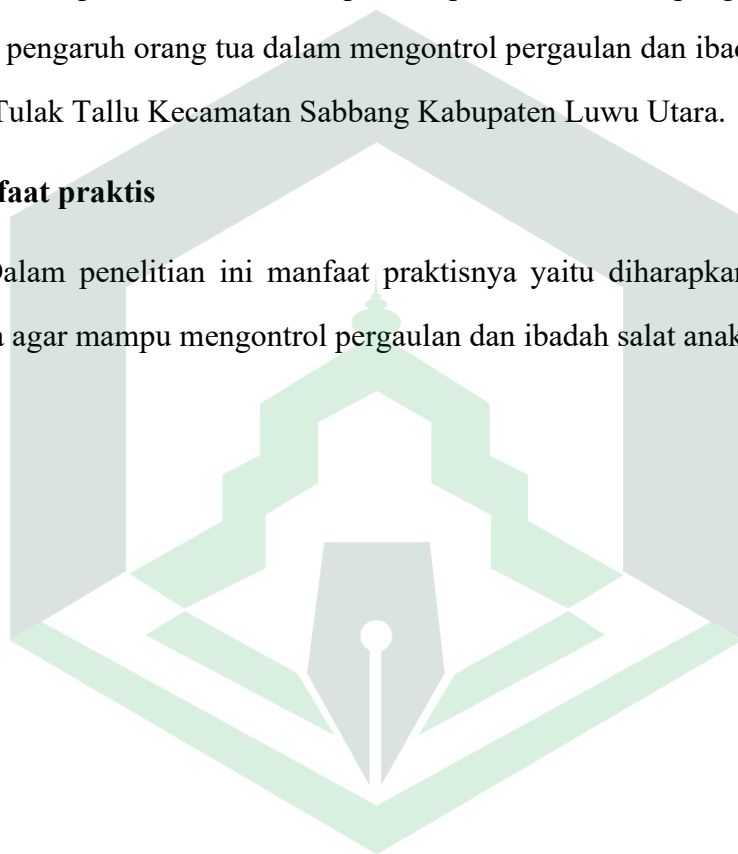 pengaruh orang tua dalam mengontrol pergaulan dan
Tulak Tallu Kecamatan Sabbang Kabupaten Luwu Utara.
faat praktis
Dalam penelitian ini manfaat praktisnya yaitu diharapkan
agar mampu mengontrol pergaulan dan ibadah salat anak